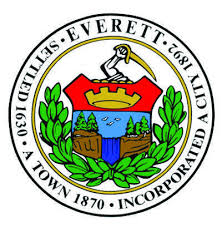 EVERETT
· SETTLED 1630 · A TOWN 1870 · INCORPORATED A CITY 1892 ·